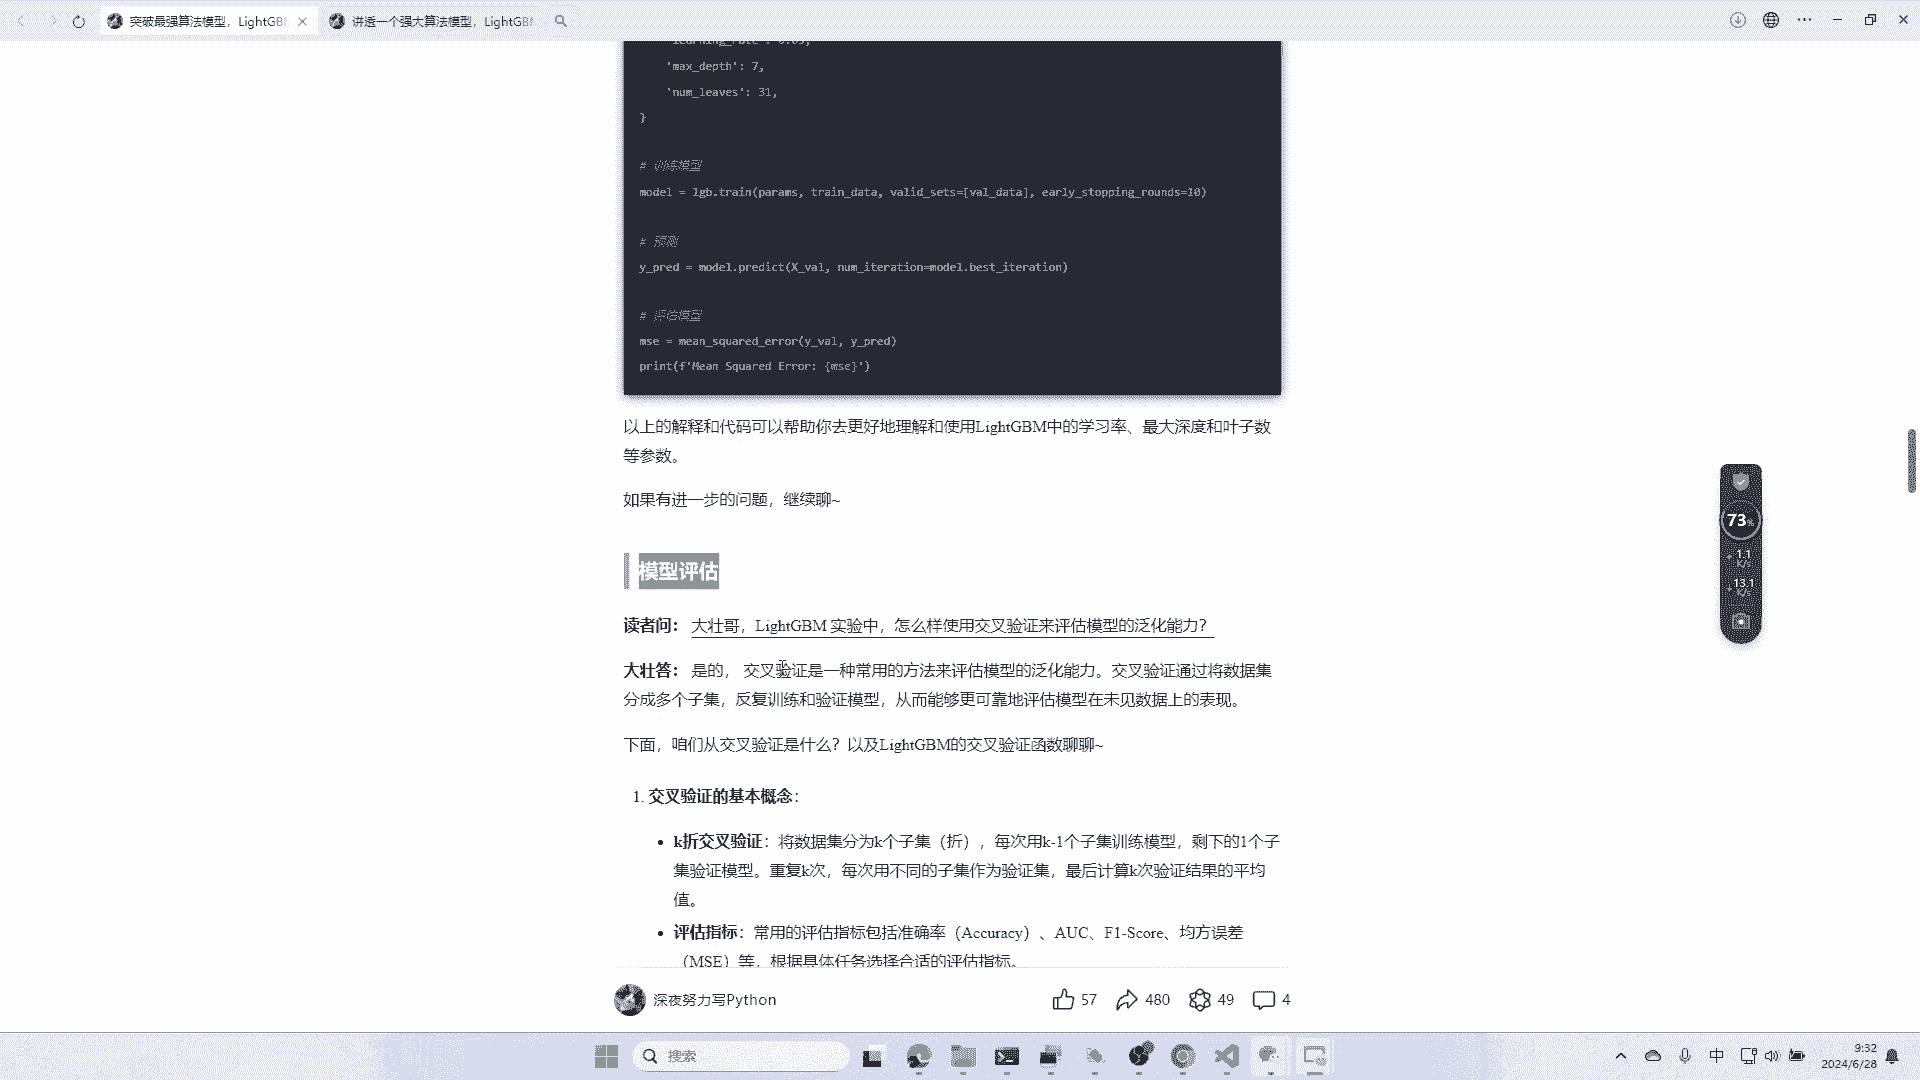 突破最强算法模型，LightGBM
讲透一个强大算法模型，LightGBM
'max_depth': 7,
'num_leaves': 31,
}
# 训练模型
model = lgb.train(params, train_data, valid_sets=[val_data], early_stopping_rounds=10)
# 预测
y_pred = model.predict(X_val, num_iteration=model.best_iteration)
# 评估模型
mse = mean_squared_error(y_val, y_pred)
print(f'Mean Squared Error: {mse}')
以上的解释和代码可以帮助你去更好地理解和使用LightGBM中的学习率、最大深度和叶子数
等参数。
如果有进一步的问题，继续聊~
模型评估
读者问： 大壮哥，LightGBM 实验中，怎么样使用交叉验证来评估模型的泛化能力？
大壮答： 是的， 交叉验证是一种常用的方法来评估模型的泛化能力。交叉验证通过将数据集
分成多个子集，反复训练和验证模型，从而能够更可靠地评估模型在未见数据上的表现。
下面，咱们从交叉验证是什么？以及LightGBM的交叉验证函数聊聊~
1. 交叉验证的基本概念：
• k折交叉验证：将数据集分为k个子集（折），每次用k-1个子集训练模型，剩下的1个子
集验证模型。重复k次，每次用不同的子集作为验证集，最后计算k次验证结果的平均
值。
• 评估指标：常用的评估指标包括准确率（Accuracy）、AUC、F1-Score、均方误差
（MSE）等，根据具体任务选择合适的评估指标。
深夜努力写Python
57
480
49
4
73%
1.1
K/s
13.1
K/s
搜索
中
9:32
2024/6/28